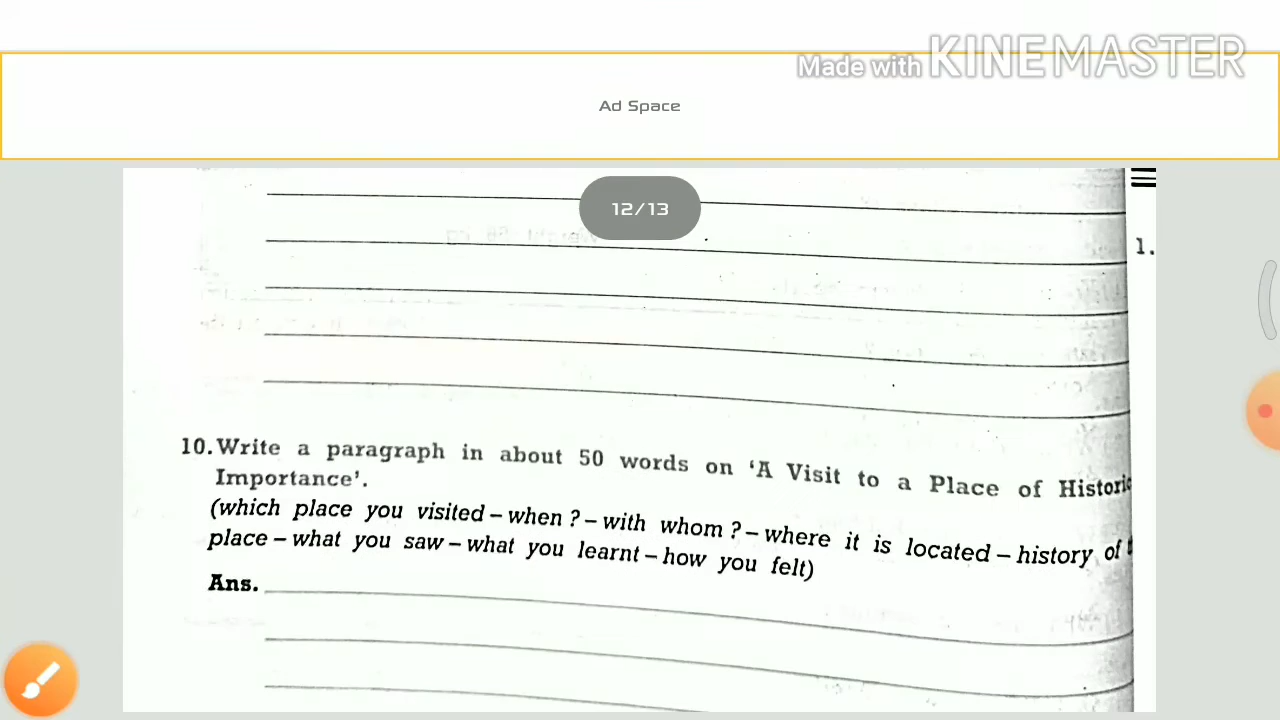 Made with KINEMASTER
Ad Space
12/13
1.
10. Write a paragraph in about 50 words on 'A Visit to a Place of Historic
Importance'.
(which place you visited – when ? – with whom ? – where it is located – history of
place – what you saw – what you learnt – how you felt)
Ans.